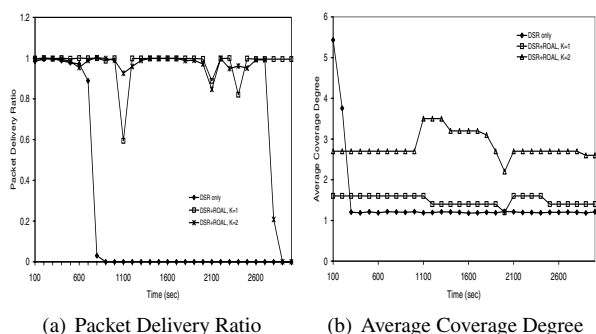 1.2
1
0.8
0.6
0.4
0.2
0
Packet Delivery Ratio
DSR only
DSR+ROAL, K=1
DSR+ROAL, K=2
100 600 1100 1600 2100 2600
Time (sec)
(a) Packet Delivery Ratio
6
5
4
3
2
1
0
Average Coverage Degree
DSR only
DSR+ROAL, K=1
DSR+ROAL, K=2
100 600 1100 1600 2100 2600
Time (sec)
(b) Average Coverage Degree